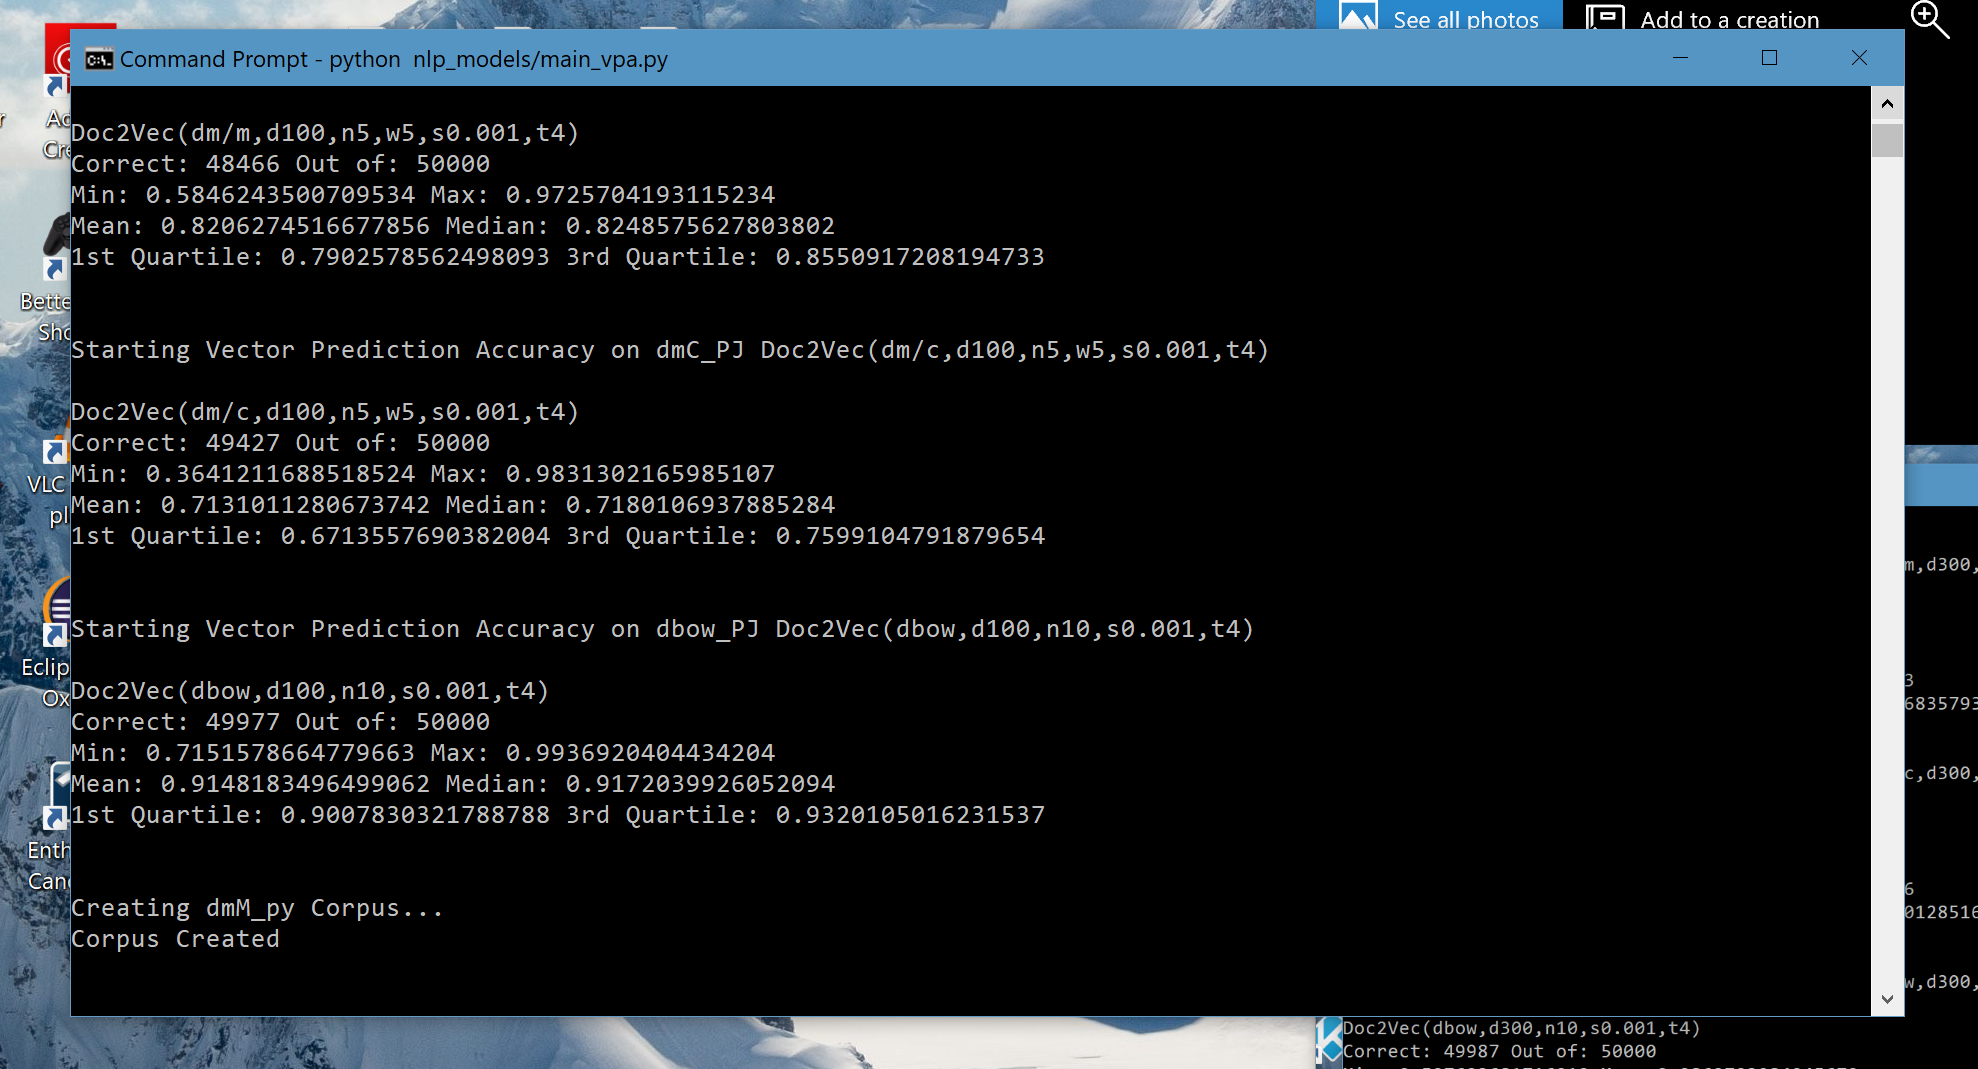 See all photos
Add to a creation
Command Prompt - python  nlp_models/main_vpa.py
Doc2Vec(dm/m,d100,n5,w5,s0.001,t4)
Correct: 48466 Out of: 50000
Min: 0.5846243500709534 Max: 0.9725704193115234
Mean: 0.8206274516677856 Median: 0.8248575627803802
1st Quartile: 0.7902578562498093 3rd Quartile: 0.8550917208194733
Starting Vector Prediction Accuracy on dmC_PJ Doc2Vec(dm/c,d100,n5,w5,s0.001,t4)
Doc2Vec(dm/c,d100,n5,w5,s0.001,t4)
Correct: 49427 Out of: 50000
Min: 0.3641211688518524 Max: 0.9831302165985107
Mean: 0.7131011280673742 Median: 0.7180106937885284
1st Quartile: 0.6713557690382004 3rd Quartile: 0.7599104791879654
Starting Vector Prediction Accuracy on dbow_PJ Doc2Vec(dbow,d100,n10,s0.001,t4)
Doc2Vec(dbow,d100,n10,s0.001,t4)
Correct: 49977 Out of: 50000
Min: 0.7151578664779663 Max: 0.9936920404434204
Mean: 0.9148183496499062 Median: 0.9172039926052094
1st Quartile: 0.9007830321788788 3rd Quartile: 0.9320105016231537
Creating dmM_py Corpus...
Corpus Created
Bette
Sho
VLC
pl
Eclip
Ox
Enth
Can
m,d300,
3
6835793
c,d300,
6
0128516
w,d300,
Doc2Vec(dbow,d300,n10,s0.001,t4)
Correct: 49987 Out of: 50000